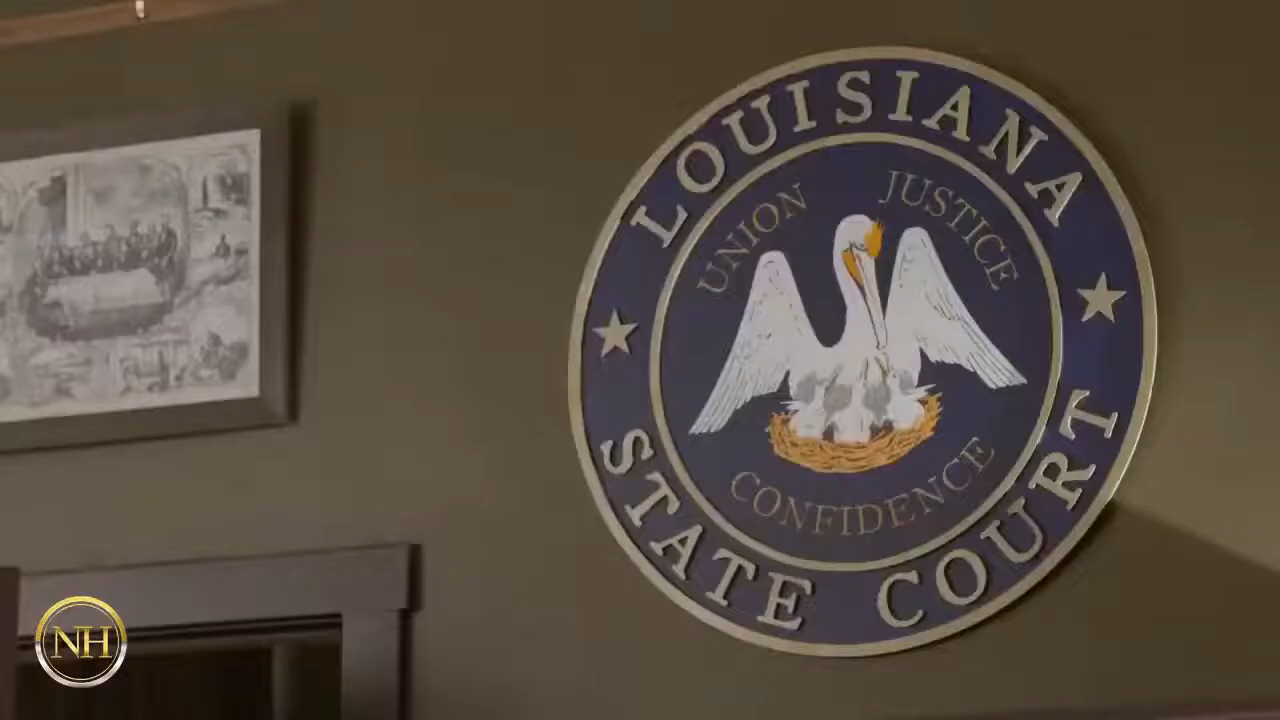 LOUISIANA
UNION JUSTICE
CONFIDENCE
STATE COURT
NH